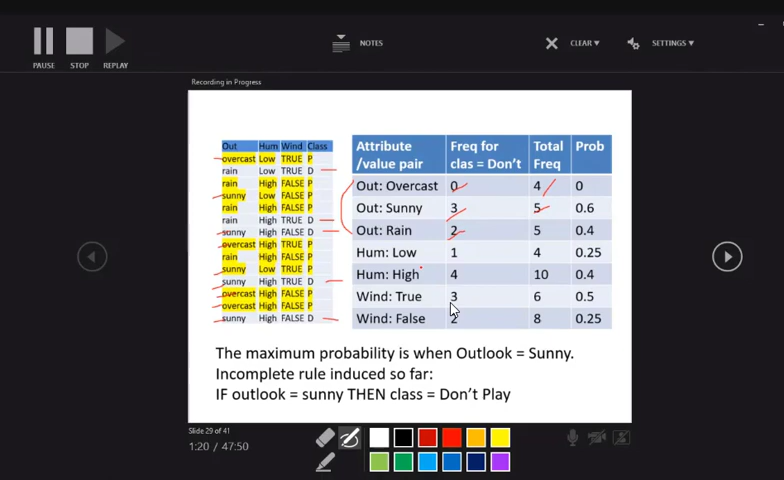 PAUSE STOP REPLAY NOTES CLEAR SETTINGS
Recording in Progress
Out Hum Wind Class
overcast Low TRUE P
rain Low TRUE D
rain High FALSE P
sunny Low FALSE P
rain High FALSE P
rain High TRUE D
sunny High FALSE D
overcast High TRUE P
rain High FALSE P
sunny Low TRUE P
sunny High TRUE D
overcast High FALSE P
overcast High FALSE P
sunny High FALSE D
Attribute /value pair Freq for clas = Don't Total Freq Prob
Out: Overcast 0 4 0
Out: Sunny 3 5 0.6
Out: Rain 2 5 0.4
Hum: Low 1 4 0.25
Hum: High 4 10 0.4
Wind: True 3 6 0.5
Wind: False 2 8 0.25
The maximum probability is when Outlook = Sunny.
Incomplete rule induced so far:
IF outlook = sunny THEN class = Don't Play
Slide 29 of 41
1:20 / 47:50